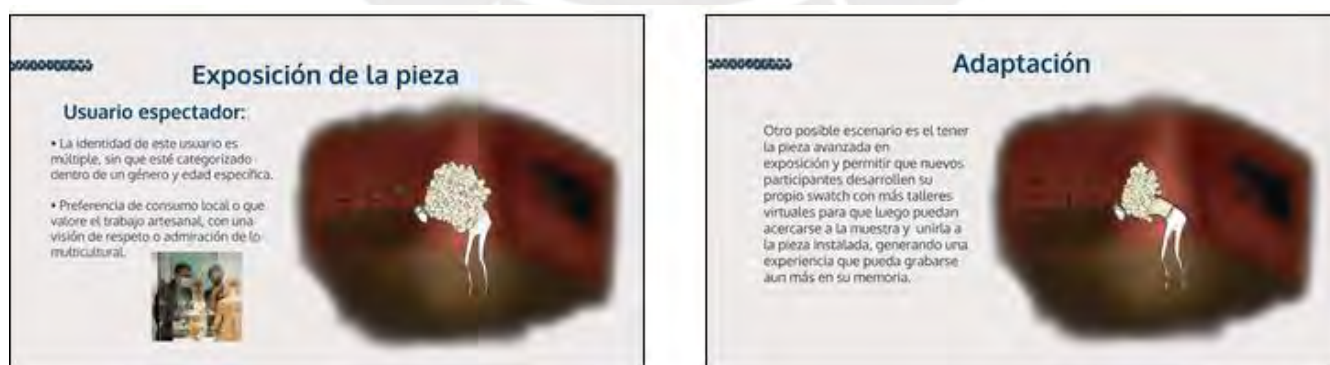 Exposición de la pieza
Usuario espectador:
• La identidad de este usuario es
múltiple, sin que esté categorizado
dentro de un género y edad específica.
• Preferencia de consumo local o que
valore el trabajo artesanal, con una
visión de respeto o admiración de lo
multicultural.
Adaptación
Otro posible escenario es el tener
la pieza avanzada en
exposición y permitir que nuevos
participantes desarrollen su
propio swatch con más talleres
virtuales para que luego puedan
acercarse a la muestra y unirla a
la pieza instalada, generando una
experiencia que pueda grabarse
aun más en su memoria.